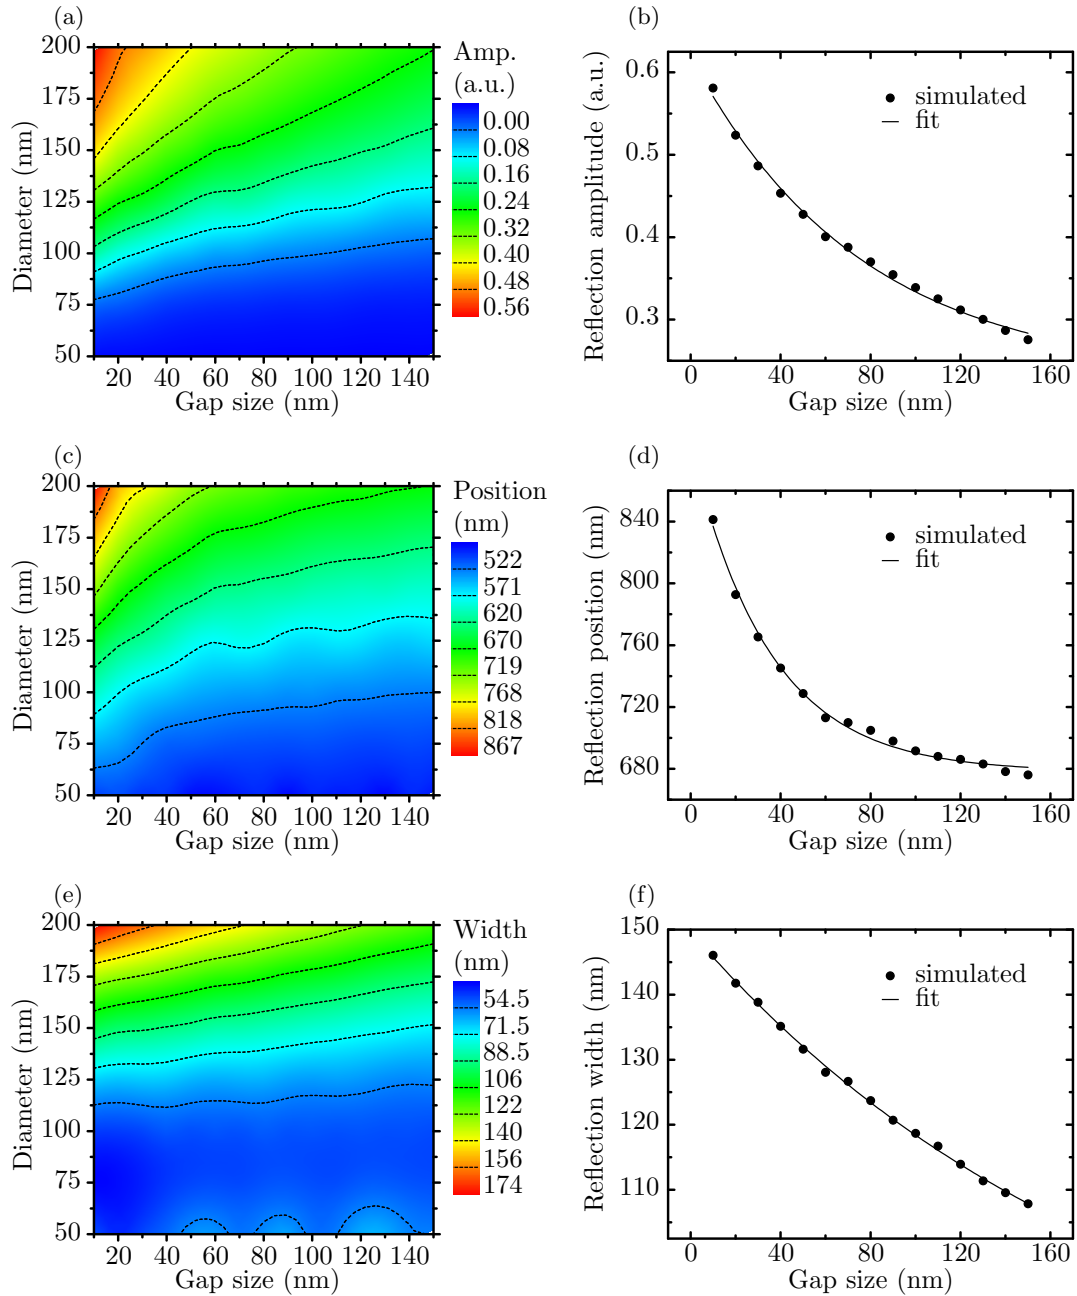 (a)
Diameter (nm)
200
175
150
125
100
75
50
20 40 60 80 100 120 140
Gap size (nm)
Amp.
(a.u.)
0.00
0.08
0.16
0.24
0.32
0.40
0.48
0.56
(b)
Reflection amplitude (a.u.)
0.6
0.5
0.4
0.3
simulated
fit
0 40 80 120 160
Gap size (nm)
(c)
Diameter (nm)
200
175
150
125
100
75
50
20 40 60 80 100 120 140
Gap size (nm)
Position
(nm)
522
571
620
670
719
768
818
867
(d)
Reflection position (nm)
840
800
760
720
680
simulated
fit
0 40 80 120 160
Gap size (nm)
(e)
Diameter (nm)
200
175
150
125
100
75
50
20 40 60 80 100 120 140
Gap size (nm)
Width
(nm)
54.5
71.5
88.5
106
122
140
156
174
(f)
Reflection width (nm)
150
140
130
120
110
simulated
fit
0 40 80 120 160
Gap size (nm)